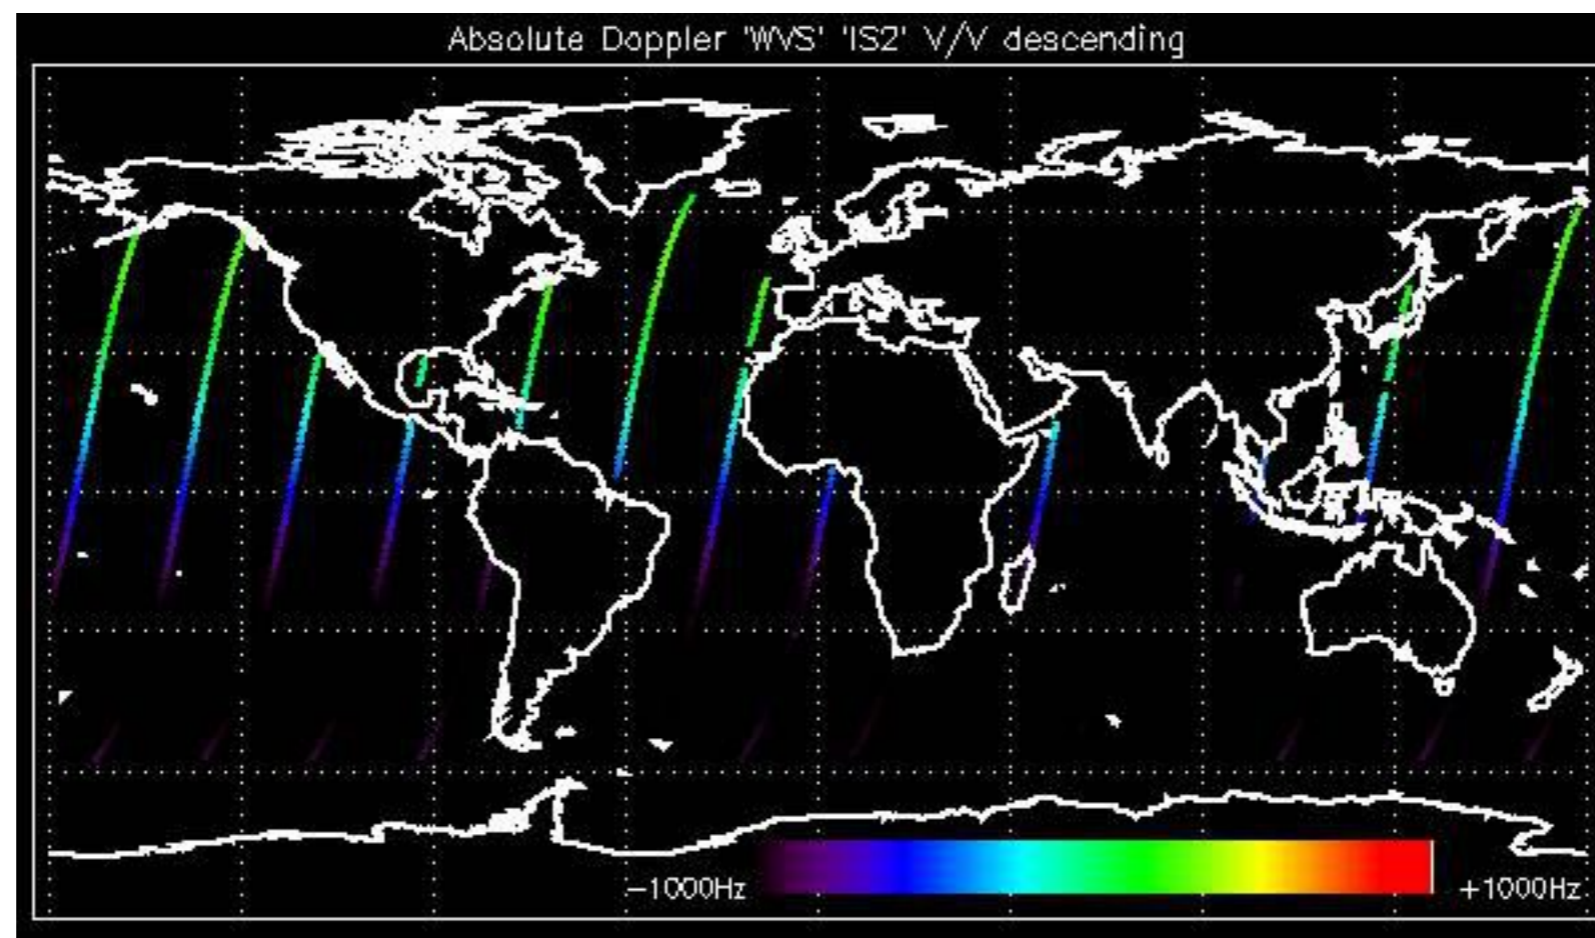 Absolute Doppler 'WVS' 'IS2' V/V descending
−1000Hz
+1000Hz